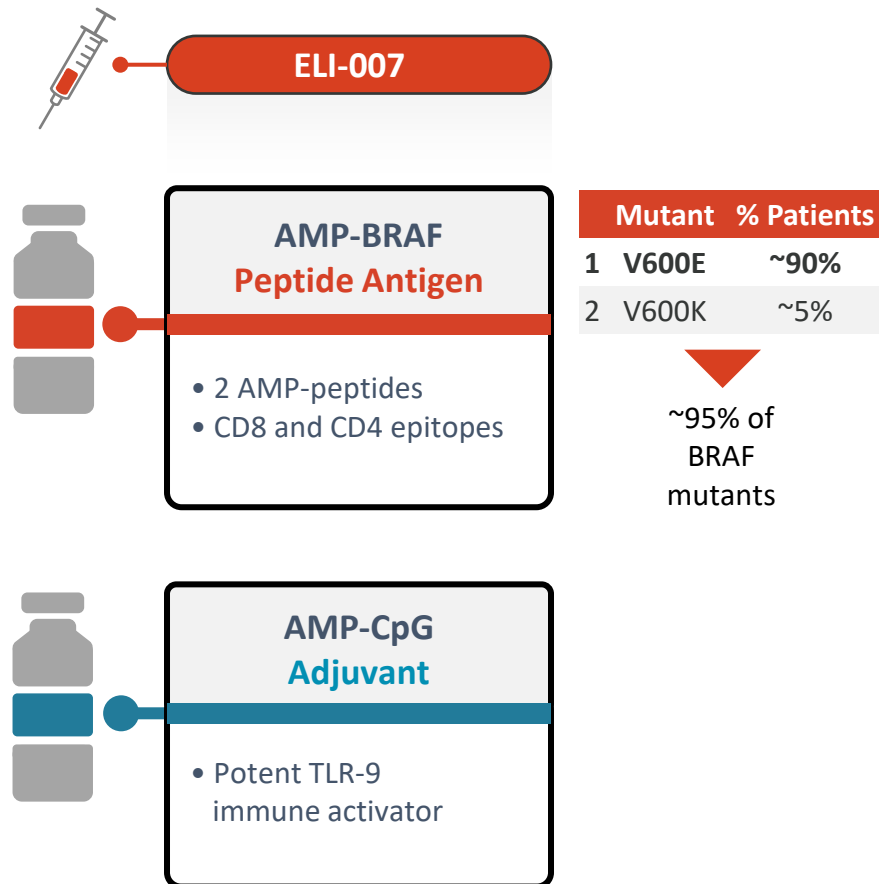 ELI-007
AMP-BRAF
Peptide Antigen
• 2 AMP-peptides
• CD8 and CD4 epitopes
Mutant % Patients
1 V600E ~90%
2 V600K ~5%
~95% of
BRAF
mutants
AMP-CpG
Adjuvant
• Potent TLR-9
immune activator